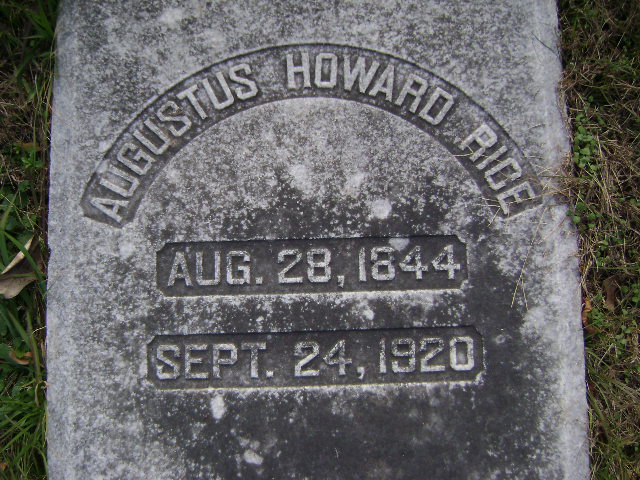 AUGUSTUS HOWARD RICE
AUG. 28, 1844
SEPT. 24, 1920